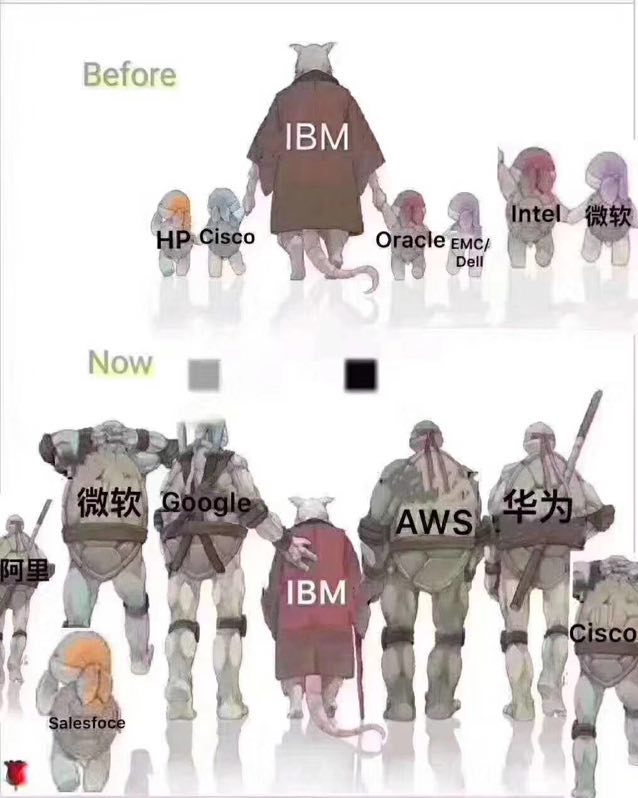 Before
IBM
HP
Cisco
Oracle
EMC/
Dell
Intel
微软
Now
阿里
微软
Google
IBM
AWS
华为
Cisco
Salesfoce